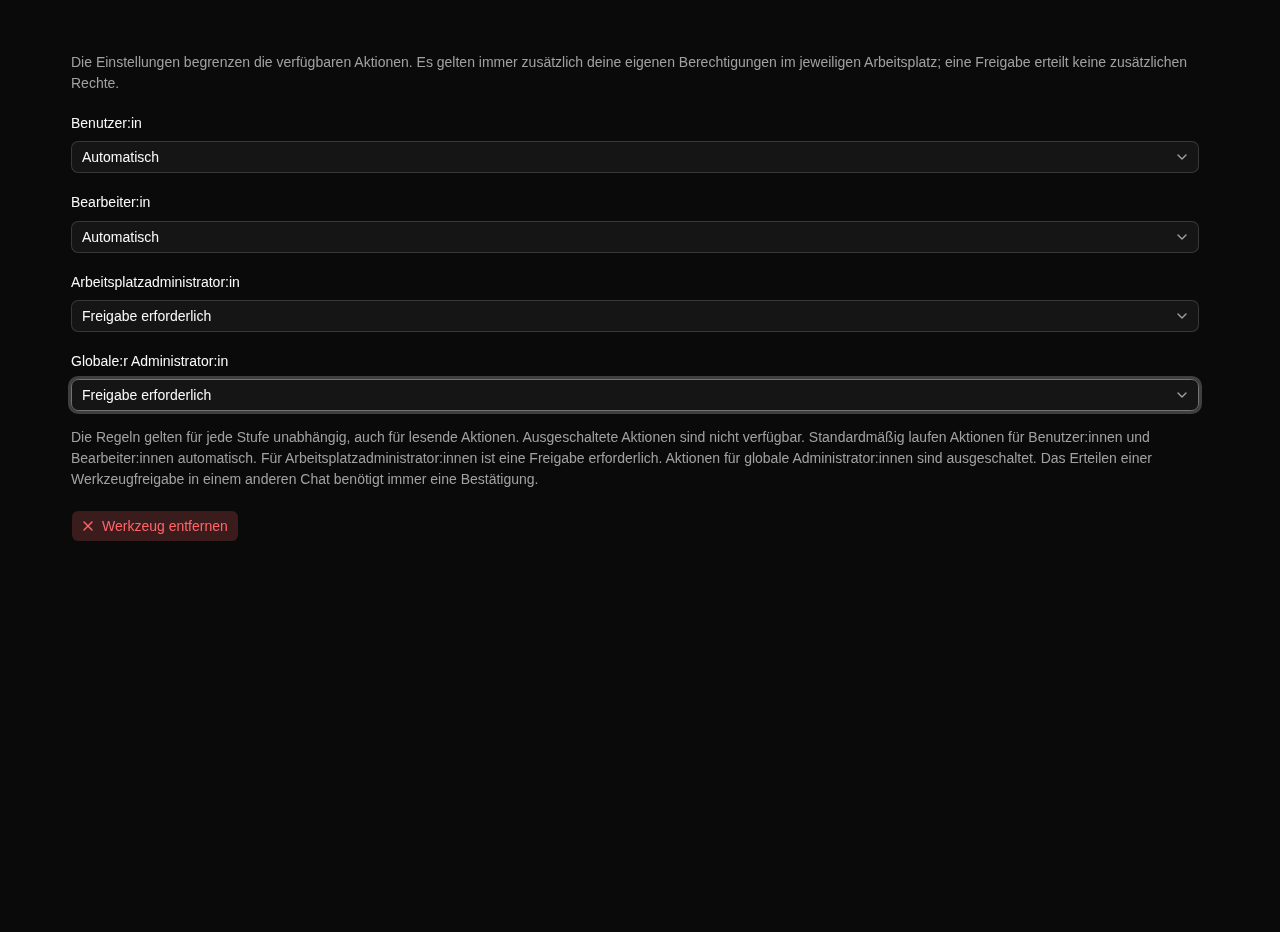 Die Einstellungen begrenzen die verfügbaren Aktionen. Es gelten immer zusätzlich deine eigenen Berechtigungen im jeweiligen Arbeitsplatz; eine Freigabe erteilt keine zusätzlichen
Rechte.
Benutzer:in
Automatisch
Bearbeiter:in
Automatisch
Arbeitsplatzadministrator:in
Freigabe erforderlich
Globale:r Administrator:in
Freigabe erforderlich
Die Regeln gelten für jede Stufe unabhängig, auch für lesende Aktionen. Ausgeschaltete Aktionen sind nicht verfügbar. Standardmäßig laufen Aktionen für Benutzer:innen und
Bearbeiter:innen automatisch. Für Arbeitsplatzadministrator:innen ist eine Freigabe erforderlich. Aktionen für globale Administrator:innen sind ausgeschaltet. Das Erteilen einer
Werkzeugfreigabe in einem anderen Chat benötigt immer eine Bestätigung.
Werkzeug entfernen